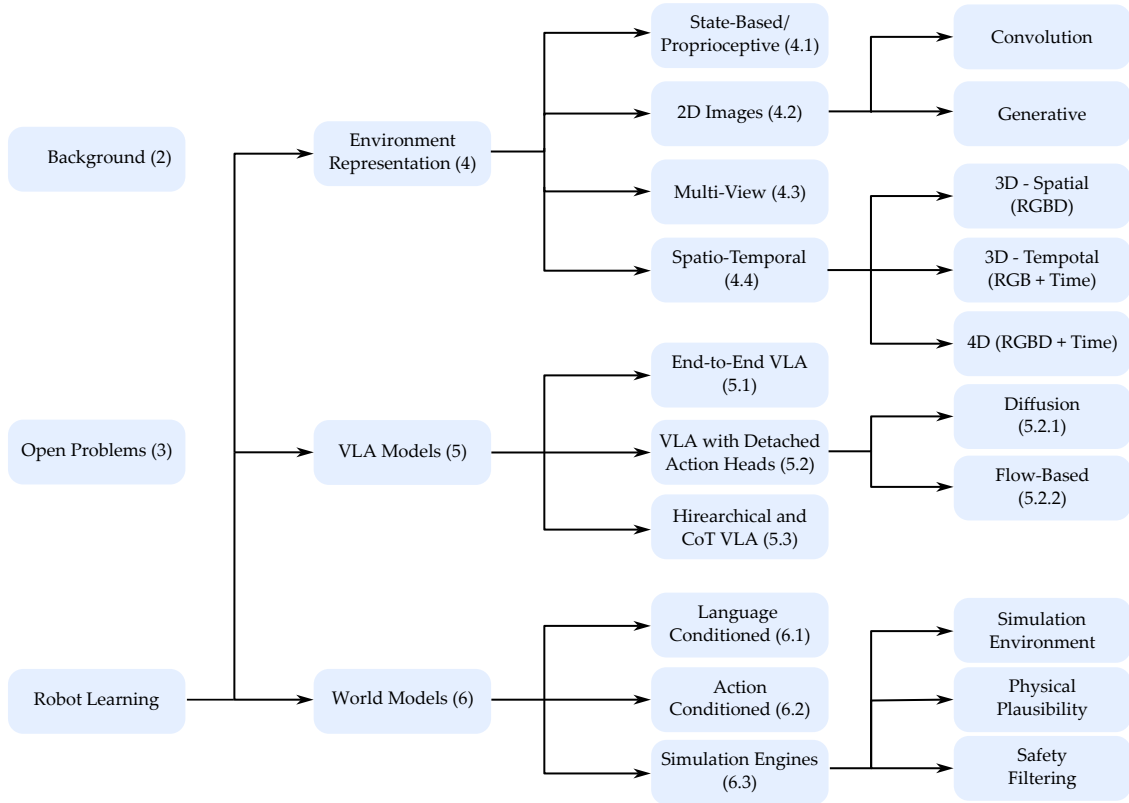 Background (2)
Open Problems (3)
Robot Learning
Environment
Representation (4)
VLA Models (5)
World Models (6)
State-Based/
Proprioceptive (4.1)
2D Images (4.2)
Multi-View (4.3)
Spatio-Temporal
(4.4)
End-to-End VLA
(5.1)
VLA with Detached
Action Heads (5.2)
Hirearchical and
CoT VLA (5.3)
Language
Conditioned (6.1)
Action
Conditioned (6.2)
Simulation Engines
(6.3)
Convolution
Generative
3D - Spatial
(RGBD)
3D - Tempotal
(RGB + Time)
4D (RGBD + Time)
Diffusion
(5.2.1)
Flow-Based
(5.2.2)
Simulation
Environment
Physical
Plausibility
Safety
Filtering